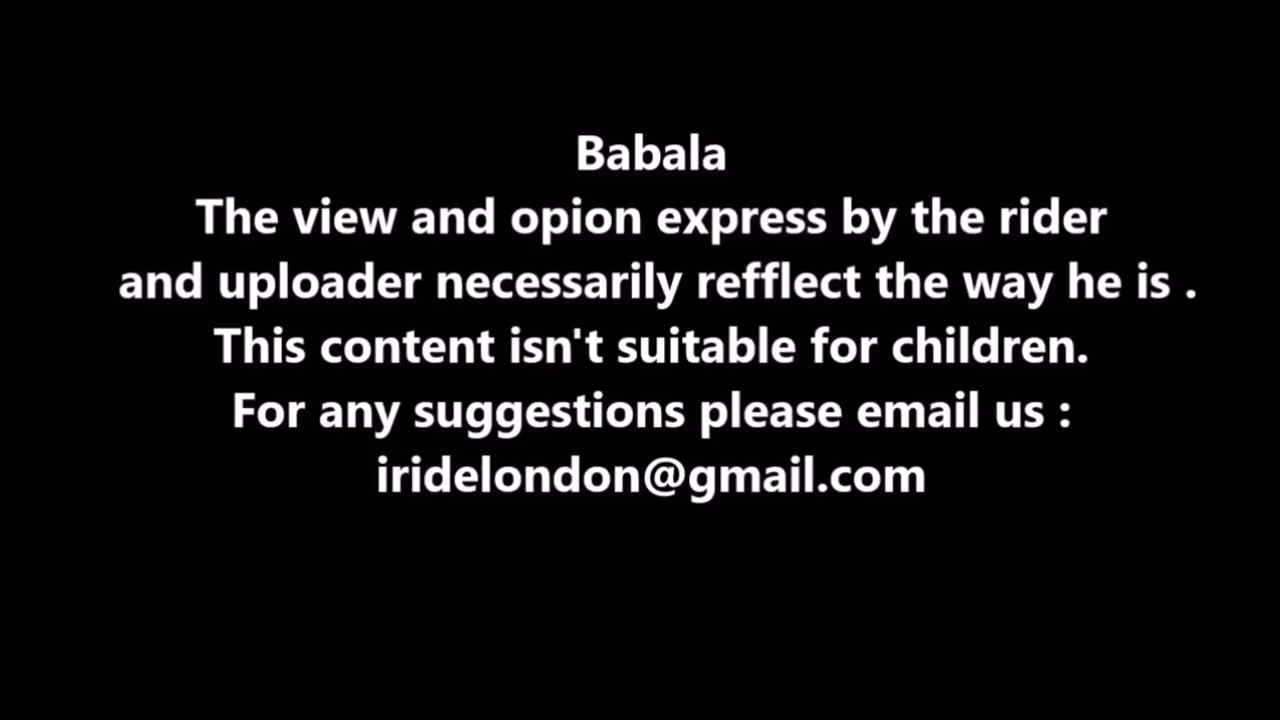 Babala
The view and opion express by the rider
and uploader necessarily refflect the way he is .
This content isn't suitable for children.
For any suggestions please email us :
iridelondon@gmail.com